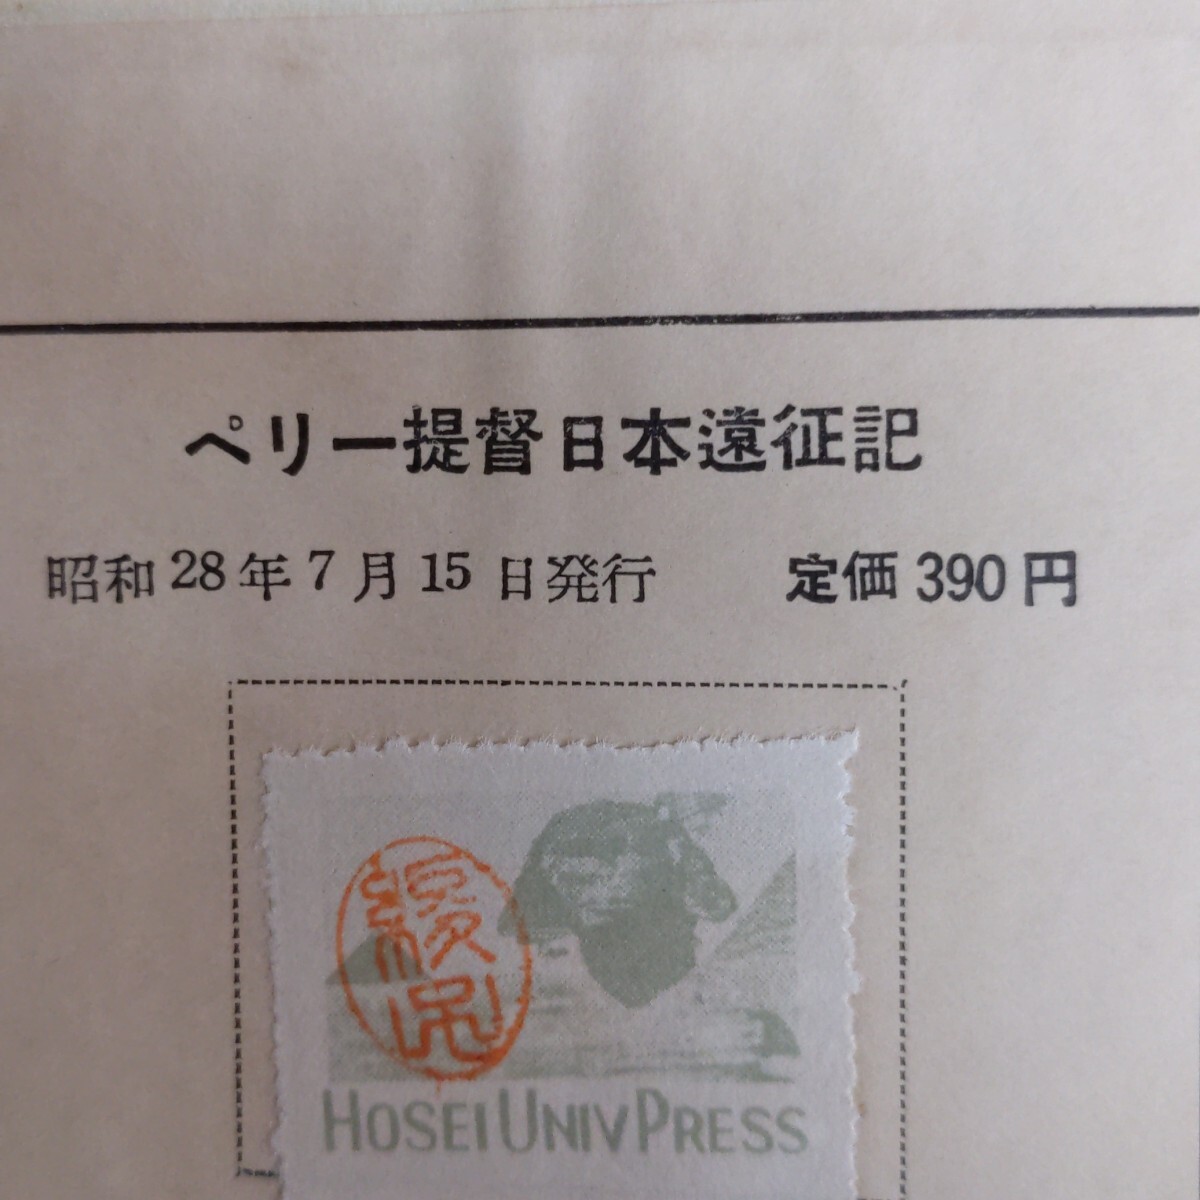 ペリー提督日本遠征記
昭和28年7月15日発行 定価390円
HOSEI UNIV PRESS